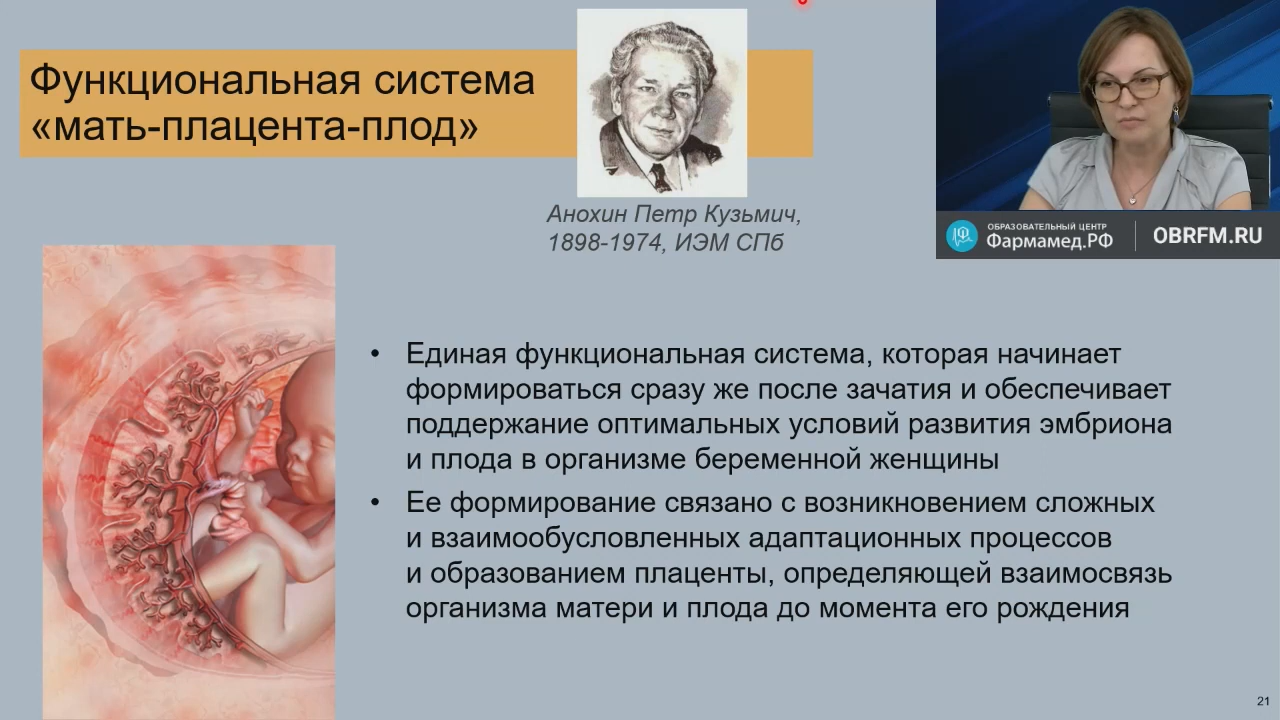 Функциональная система
«мать-плацента-плод»
Анохин Петр Кузьмич,
1898-1974, ИЭМ СПб
ОБРАЗОВАТЕЛЬНЫЙ ЦЕНТР
Фармамед.РФ
OBRFM.RU
• Единая функциональная система, которая начинает
формироваться сразу же после зачатия и обеспечивает
поддержание оптимальных условий развития эмбриона
и плода в организме беременной женщины
• Ее формирование связано с возникновением сложных
и взаимообусловленных адаптационных процессов
и образованием плаценты, определяющей взаимосвязь
организма матери и плода до момента его рождения
21